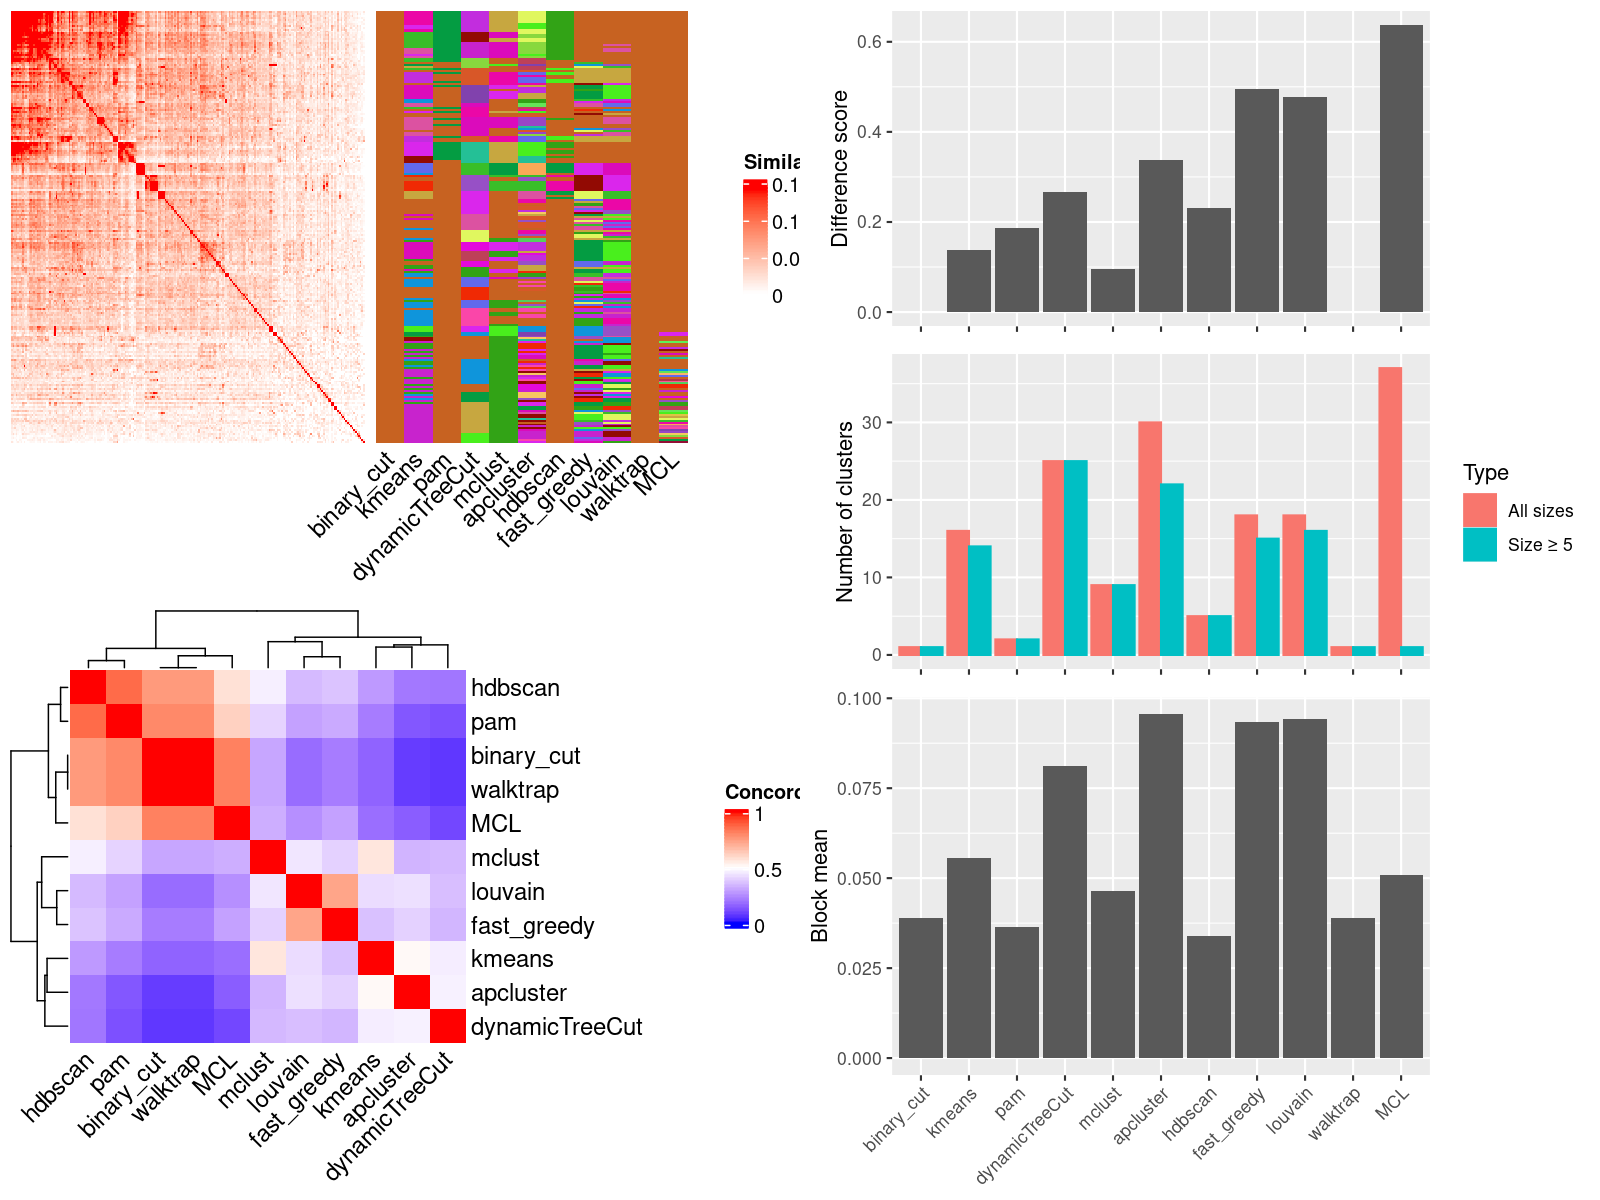 Simila
0.1
0.1
0.0
0
binary_cut
kmeans
pam
dynamicTreeCut
mclust
apcluster
hdbscan
fast_greedy
louvain
walktrap
MCL
hdbscan
pam
binary_cut
walktrap
MCL
mclust
louvain
fast_greedy
kmeans
apcluster
dynamicTreeCut
hdbscan
pam
binary_cut
walktrap
MCL
mclust
louvain
fast_greedy
kmeans
apcluster
dynamicTreeCut
Concord
1
0.5
0
Difference score
0.6
0.4
0.2
0.0
Number of clusters
30
20
10
0
Type
All sizes
Size ≥ 5
Block mean
0.100
0.075
0.050
0.025
0.000
binary_cut
kmeans
pam
dynamicTreeCut
mclust
apcluster
hdbscan
fast_greedy
louvain
walktrap
MCL